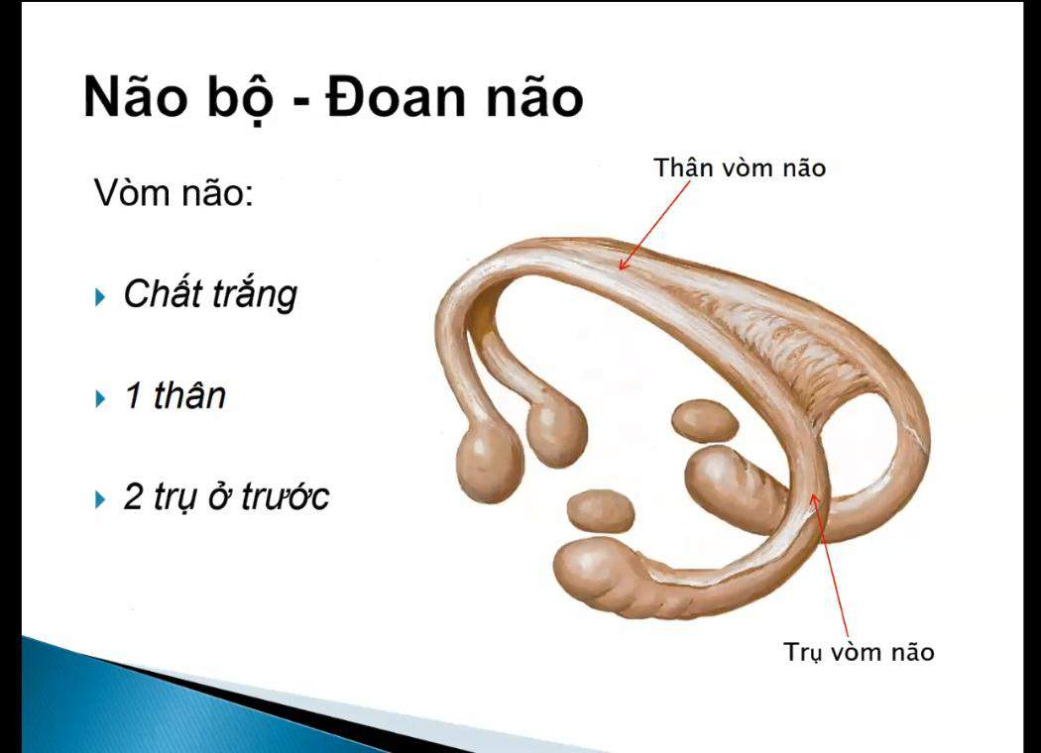 Não bộ - Đoan não
Vòm não:
Chất trắng
1 thân
2 trụ ở trước
Thân vòm não
Trụ vòm não